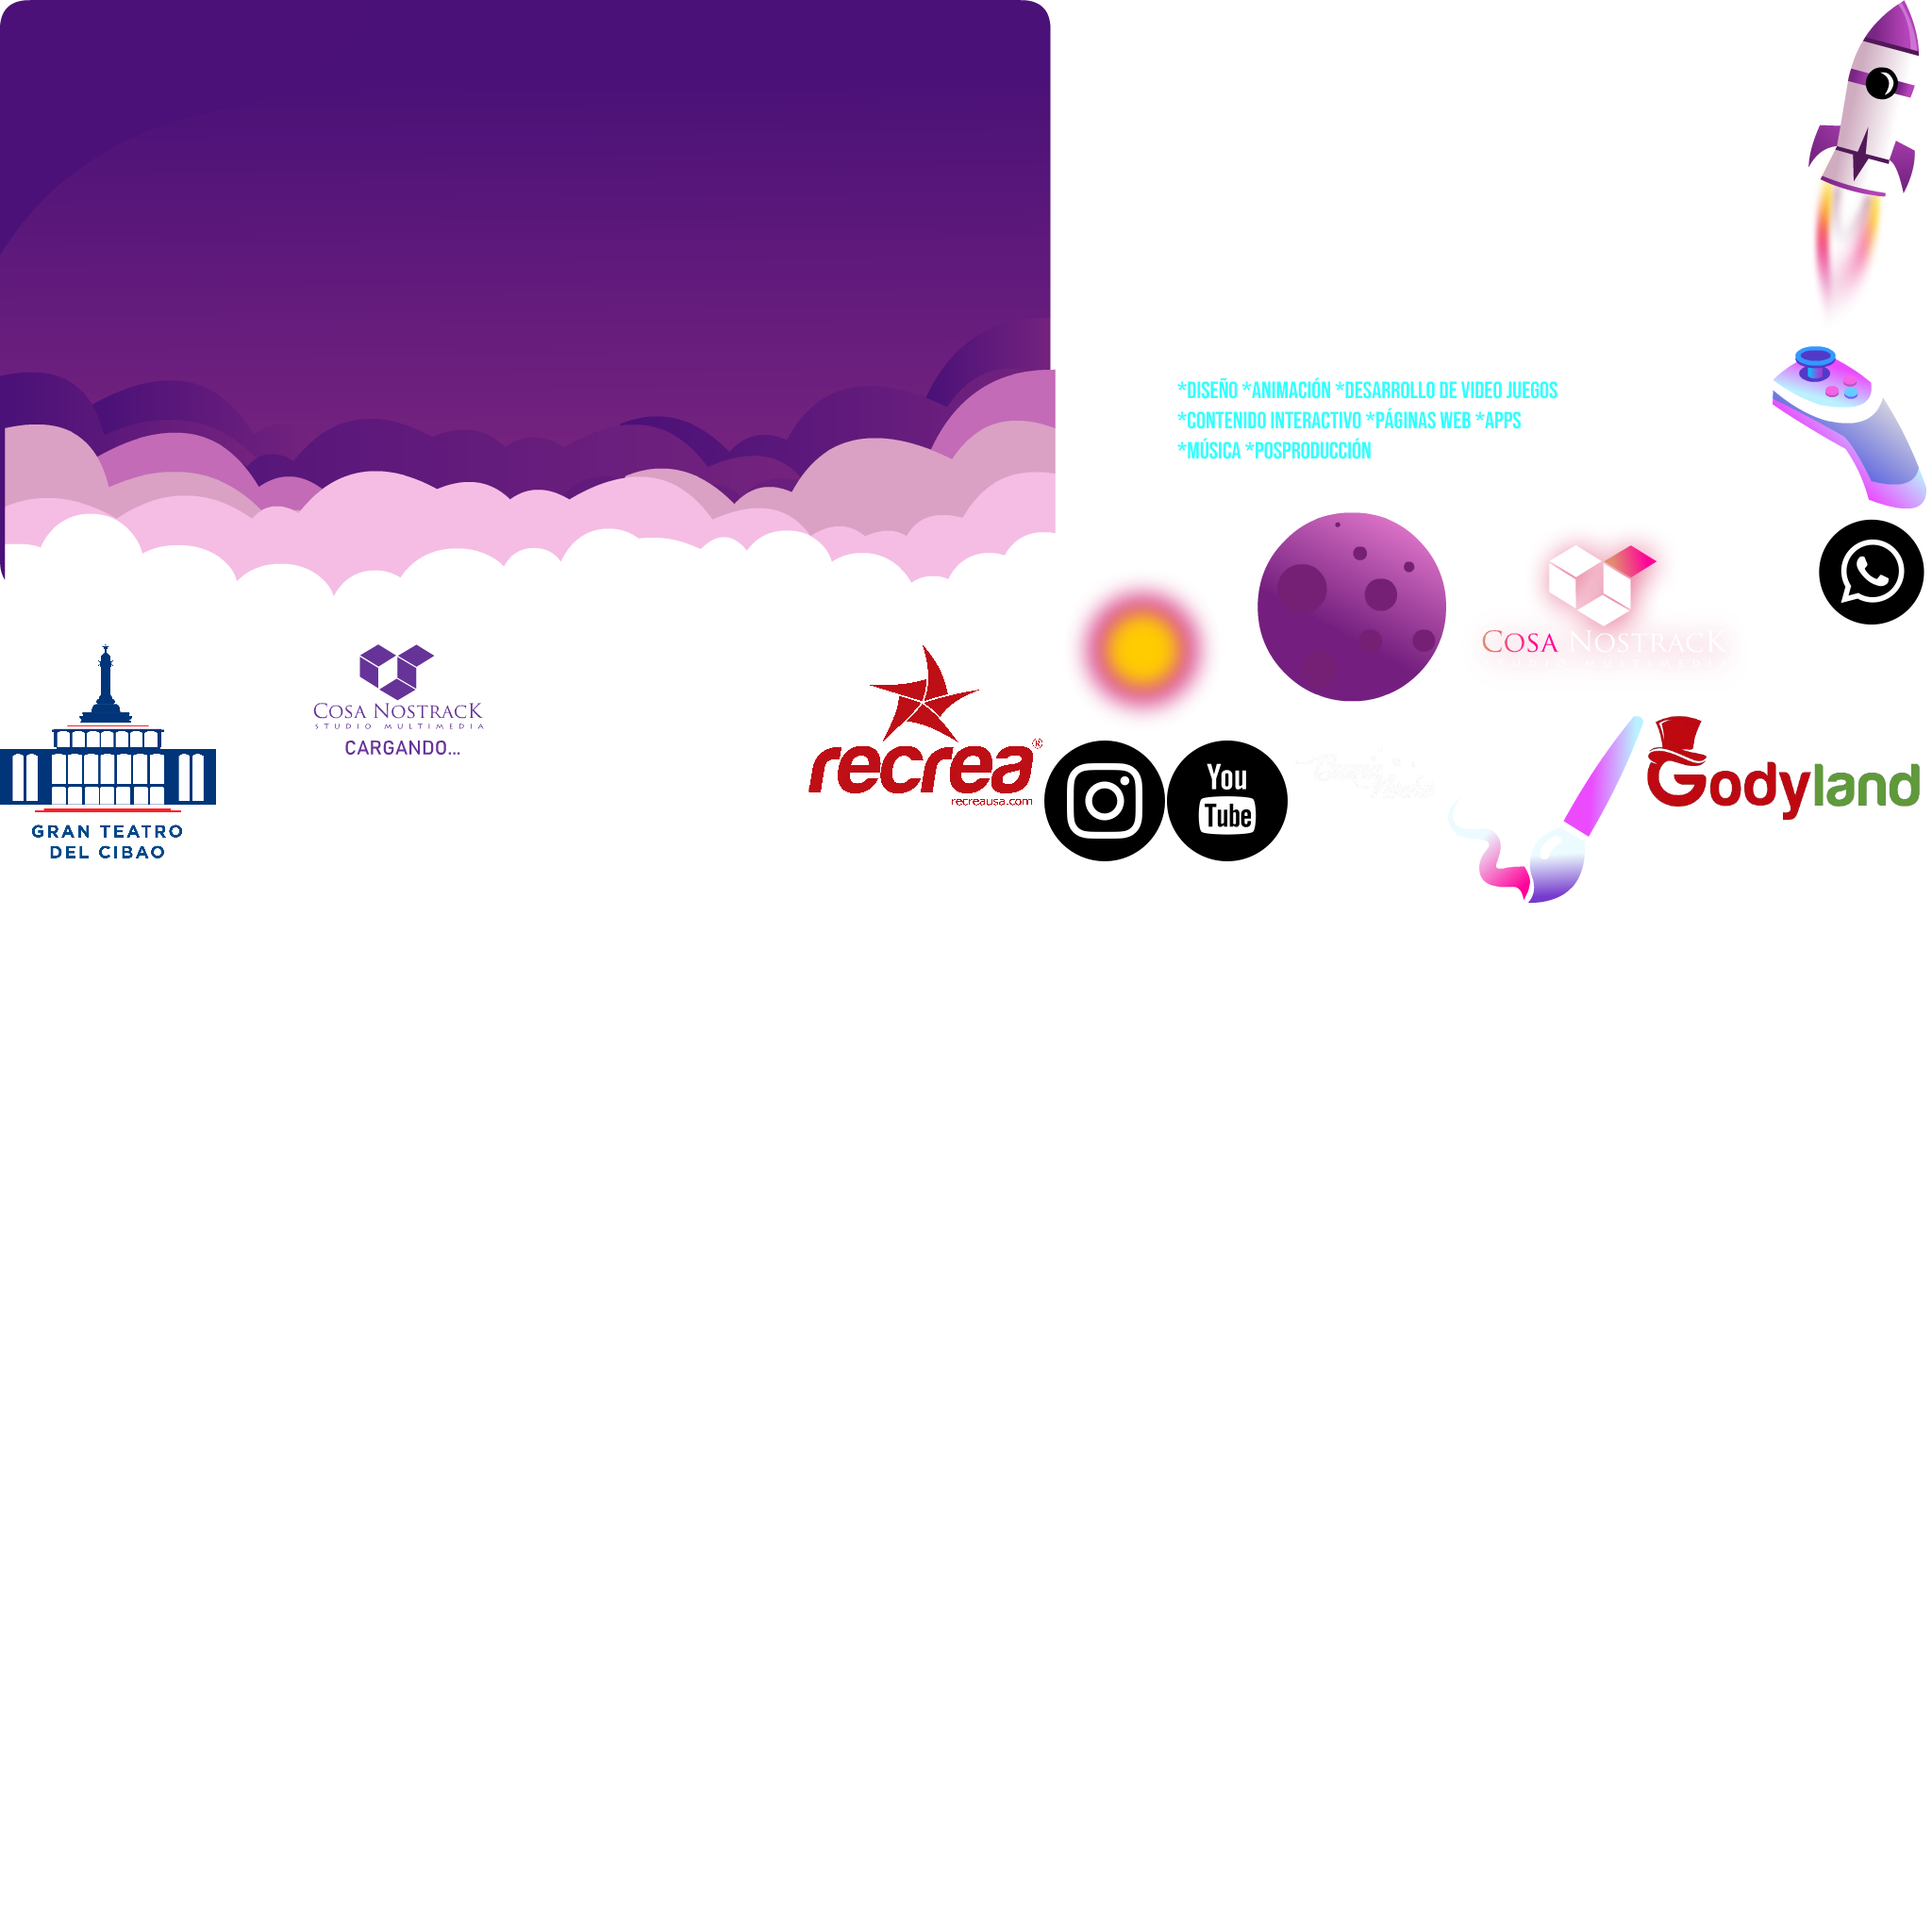 *DISEÑO *ANIMACIÓN *DESARROLLO DE VIDEO JUEGOS
*CONTENIDO INTERACTIVO *PÁGINAS WEB *APPS
*MÚSICA *POSPRODUCCIÓN
COSA NOSTRACK
GRAN TEATRO
DEL CIBAO
COSA NOSTRACK
STUDIO MULTIMEDIA
CARGANDO...
recrea®
recreausa.com
You
Tube
Godyland